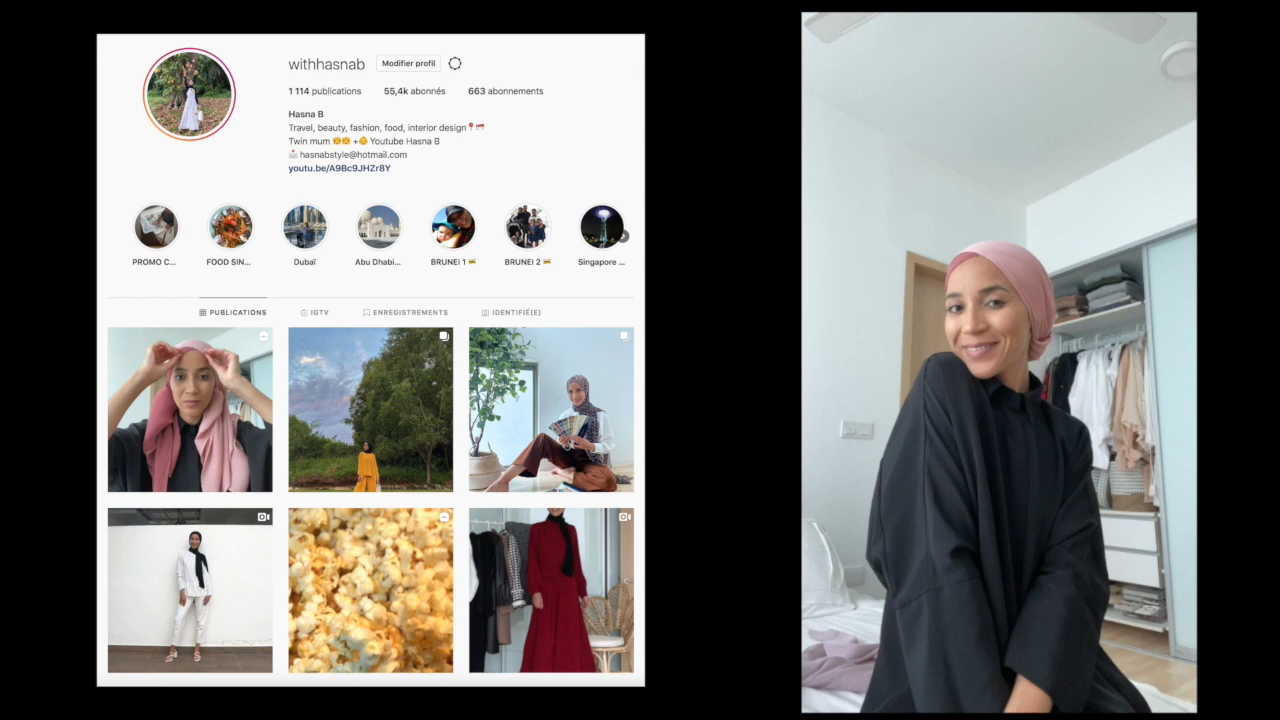 withhasnab Modifier profil
1 114 publications 55,4k abonnés 663 abonnements
Hasna B
Travel, beauty, fashion, food, interior design
Twin mum + Youtube Hasna B
hasnabstyle@hotmail.com
youtu.be/A9Bc9JHZr8Y
PROMO C... FOOD SIN... Dubaï Abu Dhabi... BRUNEI 1 BRUNEI 2 Singapore ...
PUBLICATIONS IGTV ENREGISTREMENTS IDENTIFIÉ(E)